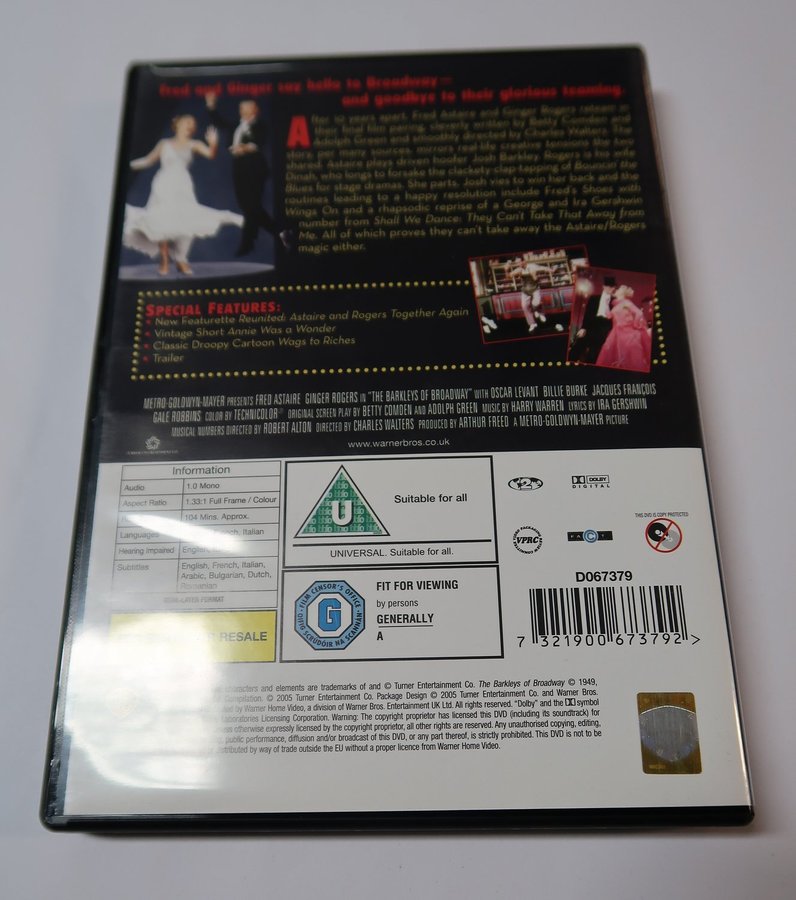 Fred and Ginger say hello to Broadway—
and goodbye to their glorious teaming.
After 10 years apart, Fred Astaire and Ginger Rogers reteam in
their final film pairing, cleverly written by Betty Comden and
Adolph Green and smoothly directed by Charles Walters. The
story, per many sources, mirrors real-life creative tensions the two
shared. Astaire plays driven hoofer Josh Barkley, Rogers is his wife
Dinah, who longs to forsake the clackety clap tapping of Bouncin' the
Blues for stage dramas. She parts. Josh vies to win her back and the
routines leading to a happy resolution include Fred's Shoes with
Wings On and a rhapsodic reprise of a George and Ira Gershwin
number from Shall We Dance: They Can't Take That Away from
Me. All of which proves they can't take away the Astaire/Rogers
magic either.
SPECIAL FEATURES:
• New Featurette Reunited: Astaire and Rogers Together Again
• Vintage Short Annie Was a Wonder
• Classic Droopy Cartoon Wags to Riches
• Trailer
METRO-GOLDWYN-MAYER PRESENTS FRED ASTAIRE GINGER ROGERS IN "THE BARKLEYS OF BROADWAY" WITH OSCAR LEVANT BILLIE BURKE JACQUES FRANÇOIS
GALE ROBBINS COLOR BY TECHNICOLOR® ORIGINAL SCREEN PLAY BY BETTY COMDEN AND ADOLPH GREEN MUSIC BY HARRY WARREN LYRICS BY IRA GERSHWIN
MUSICAL NUMBERS DIRECTED BY ROBERT ALTON DIRECTED BY CHARLES WALTERS PRODUCED BY ARTHUR FREED A METRO-GOLDWYN-MAYER PICTURE
www.warnerbros.co.uk
Information
Audio 1.0 Mono
Aspect Ratio 1.33:1 Full Frame / Colour
104 Mins. Approx.
Languages Italian
Hearing Impaired English,
Subtitles English, French, Italian,
Arabic, Bulgarian, Dutch,
Romanian
DUAL-LAYER FORMAT
RESALE
U
Suitable for all
UNIVERSAL. Suitable for all.
FILM CENSOR'S OFFICE
OIFIG SCRÚDÓIR NA SCANNÁN
G
FIT FOR VIEWING
by persons
GENERALLY
A
2
DOLBY
DIGITAL
VPRC
FACT
THIS DVD IS COPY PROTECTED
D067379
7 321900 673792 >
characters and elements are trademarks of and © Turner Entertainment Co. The Barkleys of Broadway © 1949,
Compilation. © 2005 Turner Entertainment Co. Package Design © 2005 Turner Entertainment Co. and Warner Bros.
by Warner Home Video, a division of Warner Bros. Entertainment UK Ltd. All rights reserved. "Dolby" and the DD symbol
Laboratories Licensing Corporation. Warning: The copyright proprietor has licensed this DVD (including its soundtrack) for
unless otherwise expressly licensed by the copyright proprietor, all other rights are reserved. Any unauthorised copying, editing,
public performance, diffusion and/or broadcast of this DVD, or any part thereof, is strictly prohibited. This DVD is not to be
distributed by way of trade outside the EU without a proper licence from Warner Home Video.